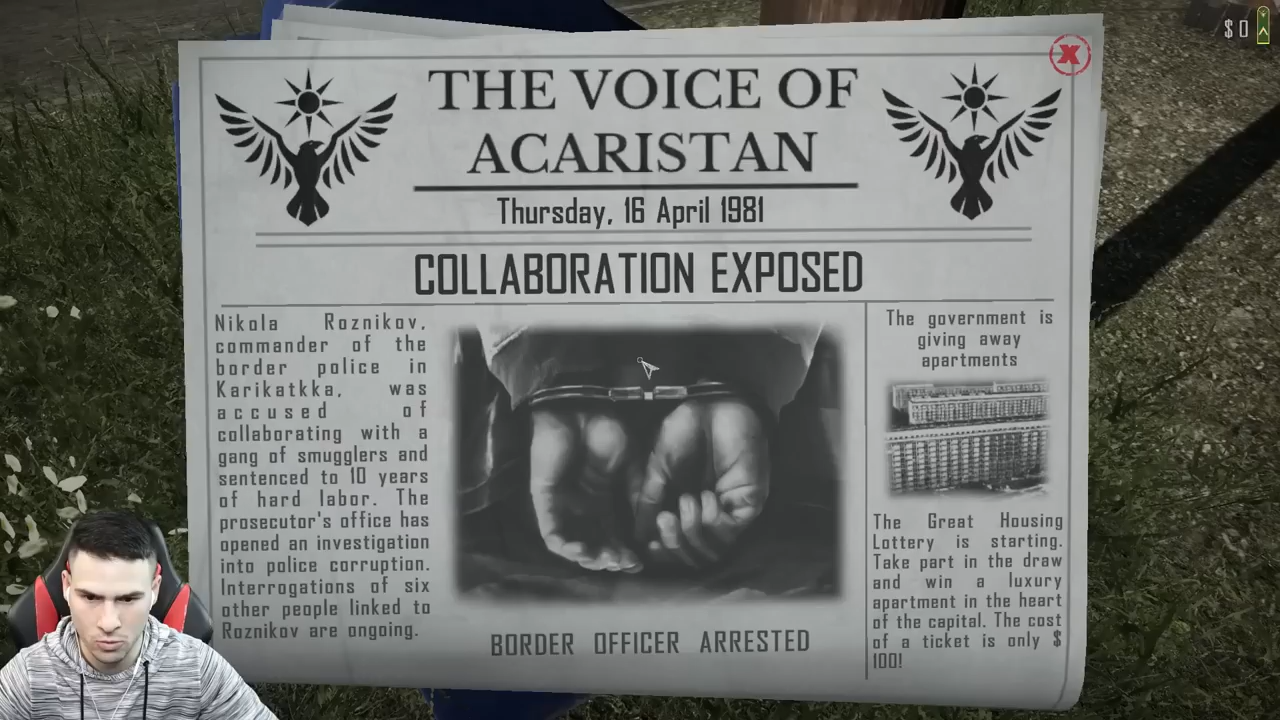 $ 0
X
THE VOICE OF
ACARISTAN
Thursday, 16 April 1981
COLLABORATION EXPOSED
Nikola Roznikov,
commander of the
border police in
Karikatkka, was
accused of
collaborating with a
gang of smugglers and
sentenced to 10 years
of hard labor. The
prosecutor's office has
opened an investigation
into police corruption.
Interrogations of six
other people linked to
Roznikov are ongoing.
BORDER OFFICER ARRESTED
The government is
giving away
apartments
The Great Housing
Lottery is starting.
Take part in the draw
and win a luxury
apartment in the heart
of the capital. The cost
of a ticket is only $
100!